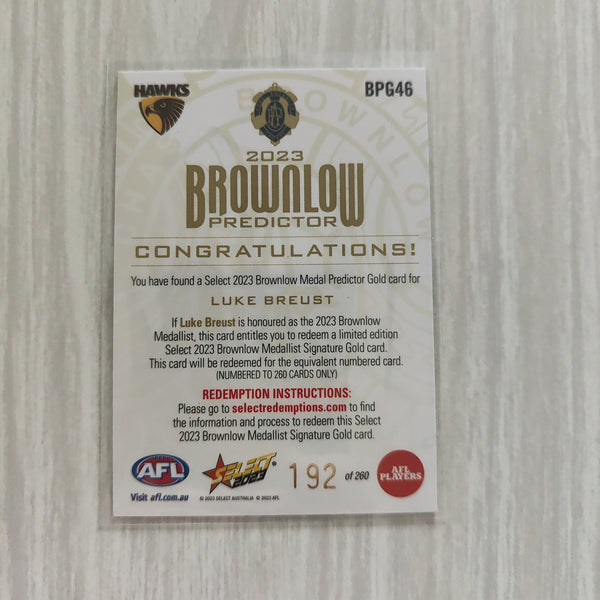 HAWKS
BPG46
2023
BROWNLOW
PREDICTOR
CONGRATULATIONS!
You have found a Select 2023 Brownlow Medal Predictor Gold card for
LUKE BREUST
If Luke Breust is honoured as the 2023 Brownlow
Medallist, this card entitles you to redeem a limited edition
Select 2023 Brownlow Medallist Signature Gold card.
This card will be redeemed for the equivalent numbered card.
(NUMBERED TO 260 CARDS ONLY)
REDEMPTION INSTRUCTIONS:
Please go to selectredemptions.com to find
the information and process to redeem this Select
2023 Brownlow Medallist Signature Gold card.
AFL
Visit afl.com.au
SELECT
2023
© 2023 SELECT AUSTRALIA © 2023 AFL
192 of 260
AFL
PLAYERS